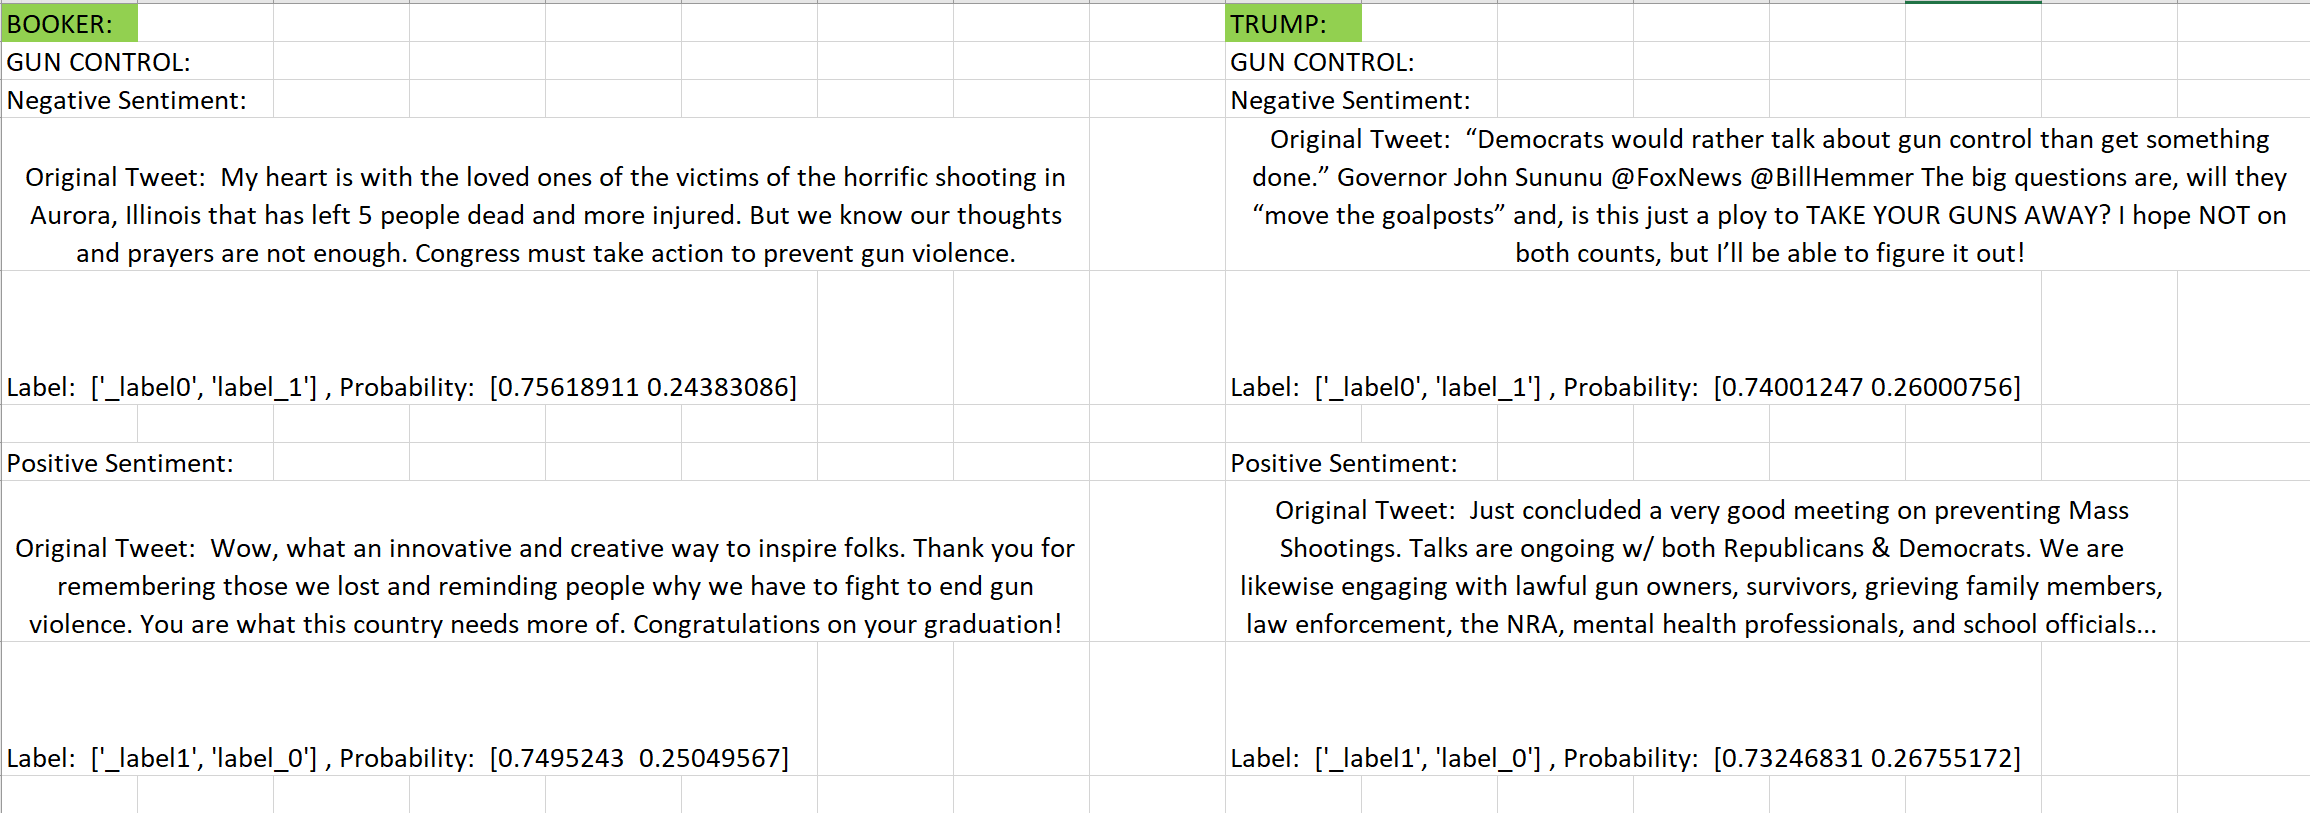 BOOKER:
GUN CONTROL:
Negative Sentiment:
Original Tweet:  My heart is with the loved ones of the victims of the horrific shooting in
Aurora, Illinois that has left 5 people dead and more injured. But we know our thoughts
and prayers are not enough. Congress must take action to prevent gun violence.
Label:  ['_label0', 'label_1'] , Probability:  [0.75618911 0.24383086]
Positive Sentiment:
Original Tweet:  Wow, what an innovative and creative way to inspire folks. Thank you for
remembering those we lost and reminding people why we have to fight to end gun
violence. You are what this country needs more of. Congratulations on your graduation!
Label:  ['_label1', 'label_0'] , Probability:  [0.7495243  0.25049567]
TRUMP:
GUN CONTROL:
Negative Sentiment:
Original Tweet:  “Democrats would rather talk about gun control than get something
done.” Governor John Sununu @FoxNews @BillHemmer The big questions are, will they
“move the goalposts” and, is this just a ploy to TAKE YOUR GUNS AWAY? I hope NOT on
both counts, but I’ll be able to figure it out!
Label:  ['_label0', 'label_1'] , Probability:  [0.74001247 0.26000756]
Positive Sentiment:
Original Tweet:  Just concluded a very good meeting on preventing Mass
Shootings. Talks are ongoing w/ both Republicans & Democrats. We are
likewise engaging with lawful gun owners, survivors, grieving family members,
law enforcement, the NRA, mental health professionals, and school officials...
Label:  ['_label1', 'label_0'] , Probability:  [0.73246831 0.26755172]